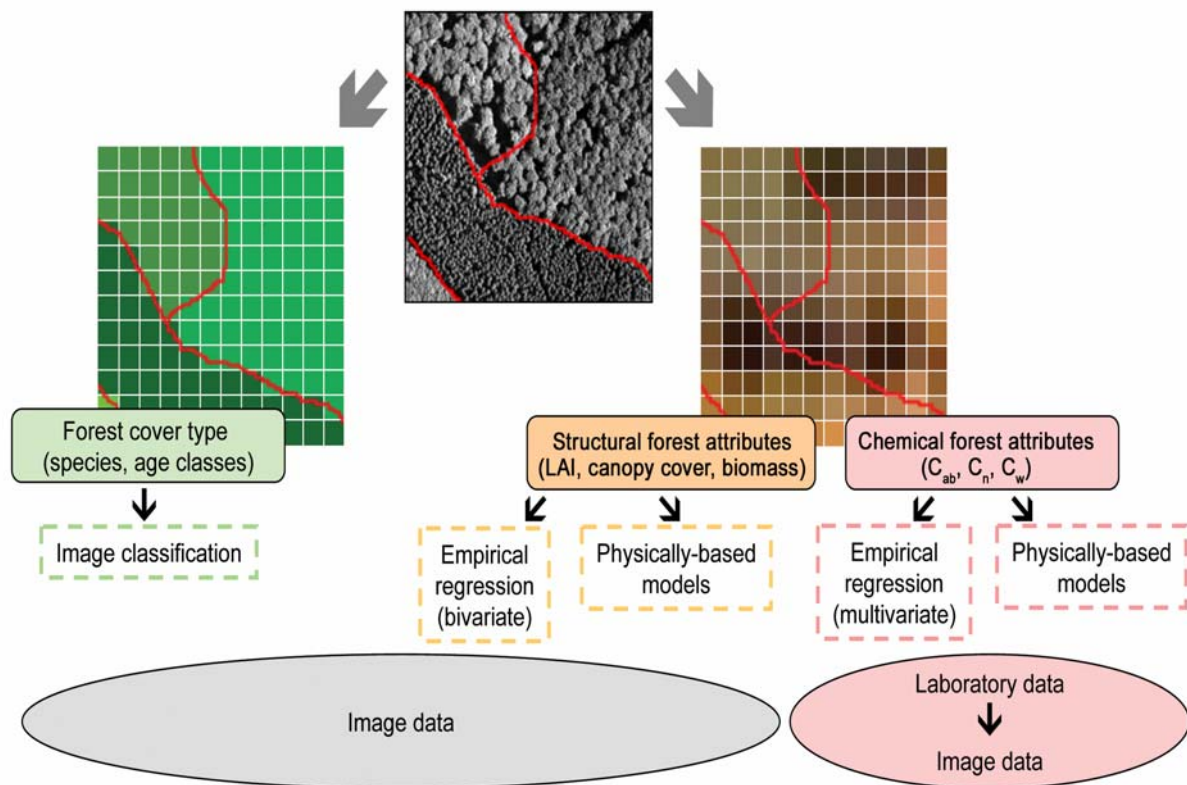 Forest cover type
(species, age classes)
Image classification
Structural forest attributes
(LAI, canopy cover, biomass)
Empirical
regression
(bivariate)
Physically-based
models
Chemical forest attributes
(Cab, Cn, Cw)
Empirical
regression
(multivariate)
Physically-based
models
Image data
Laboratory data
Image data